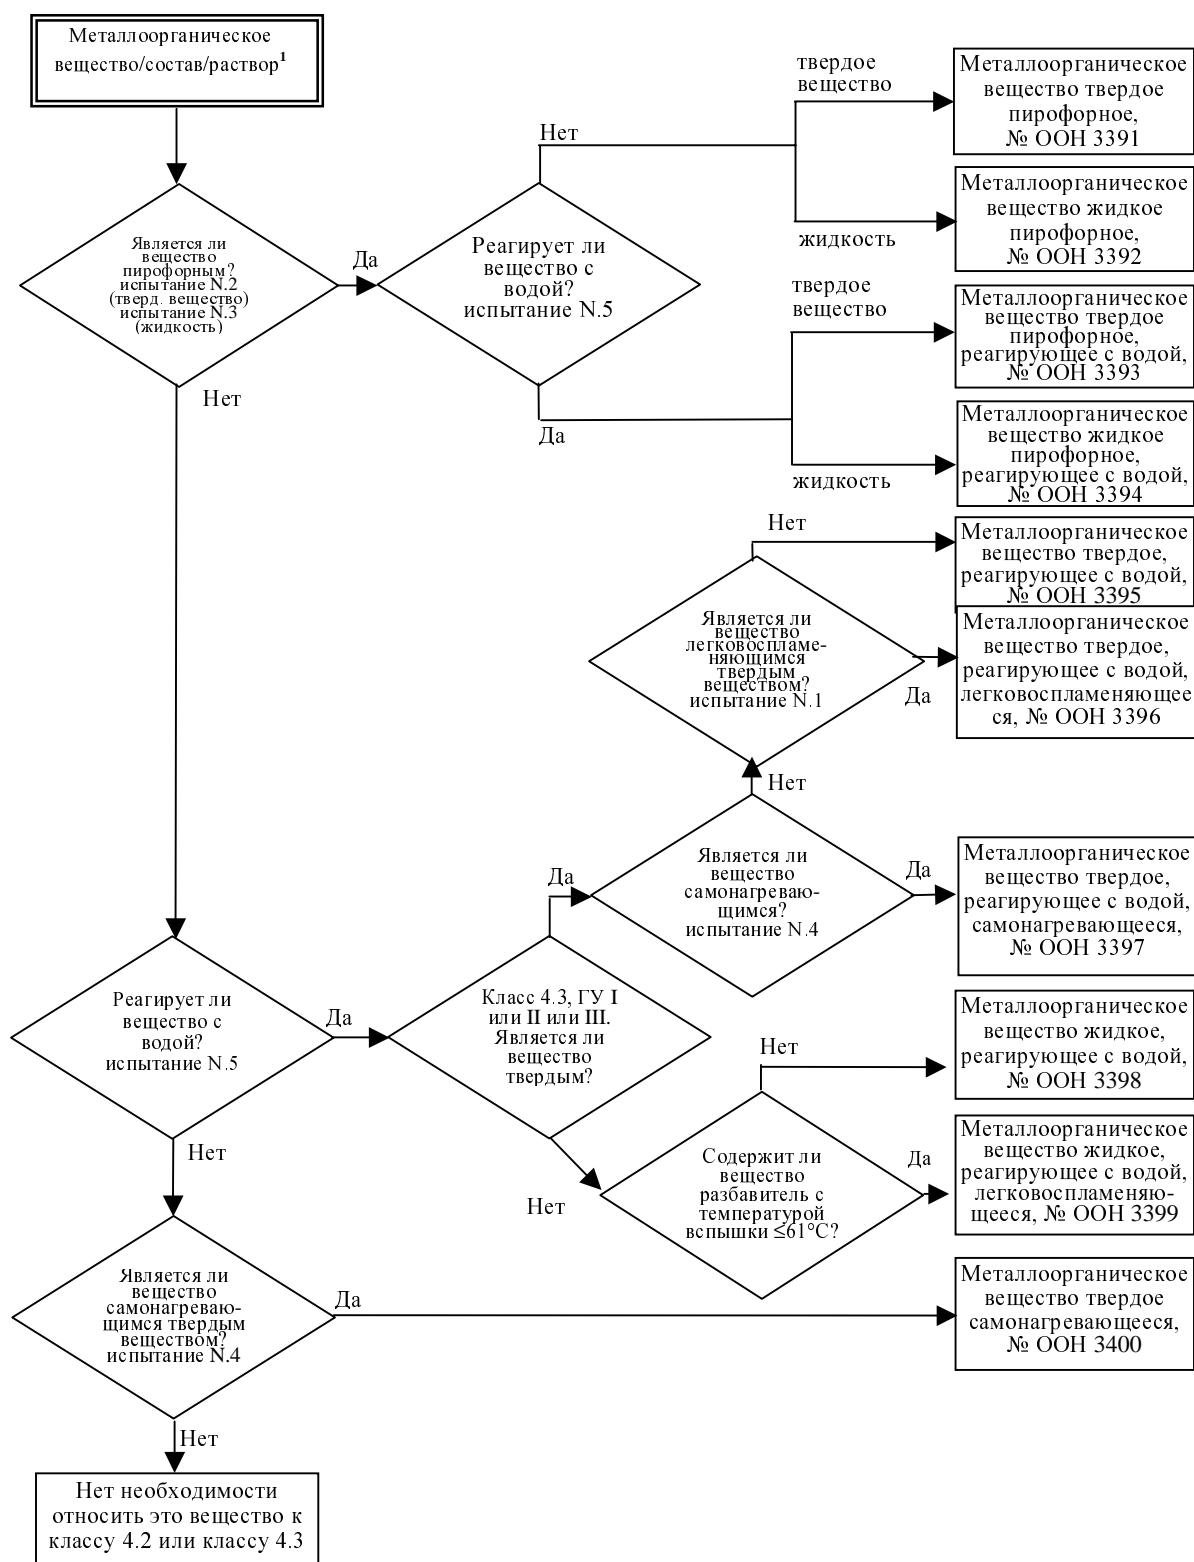 Металлоорганическое
вещество/состав/раствор¹
твердое
вещество
Металлоорганическое
вещество твердое
пирофорное,
№ ООН 3391
Нет
Металлоорганическое
вещество жидкое
пирофорное,
№ ООН 3392
жидкость
Является ли
вещество
пирофорным?
испытание N.2
(тверд. вещество)
испытание N.3
(жидкость)
Да
Реагирует ли
вещество с
водой?
испытание N.5
твердое
вещество
Металлоорганическое
вещество твердое
пирофорное,
реагирующее с водой,
№ ООН 3393
Нет
Да
Металлоорганическое
вещество жидкое
пирофорное,
реагирующее с водой,
№ ООН 3394
жидкость
Нет
Металлоорганическое
вещество твердое,
реагирующее с водой,
№ ООН 3395
Является ли
вещество
легковоспламе-
няющимся
твердым
веществом?
испытание N.1
Да
Металлоорганическое
вещество твердое,
реагирующее с водой,
легковоспламеняющее
ся, № ООН 3396
Нет
Является ли
вещество
самонагреваю-
щимся?
испытание N.4
Да
Да
Металлоорганическое
вещество твердое,
реагирующее с водой,
самонагревающееся,
№ ООН 3397
Реагирует ли
вещество с
водой?
испытание N.5
Да
Класс 4.3, ГУ I
или II или III.
Является ли
вещество
твердым?
Нет
Металлоорганическое
вещество жидкое,
реагирующее с водой,
№ ООН 3398
Нет
Нет
Содержит ли
вещество
разбавитель с
температурой
вспышки ≤61°С?
Да
Металлоорганическое
вещество жидкое,
реагирующее с водой,
легковоспламеняю-
щееся, № ООН 3399
Является ли
вещество
самонагреваю-
щимся твердым
веществом?
испытание N.4
Да
Металлоорганическое
вещество твердое
самонагревающееся,
№ ООН 3400
Нет
Нет необходимости
относить это вещество к
классу 4.2 или классу 4.3